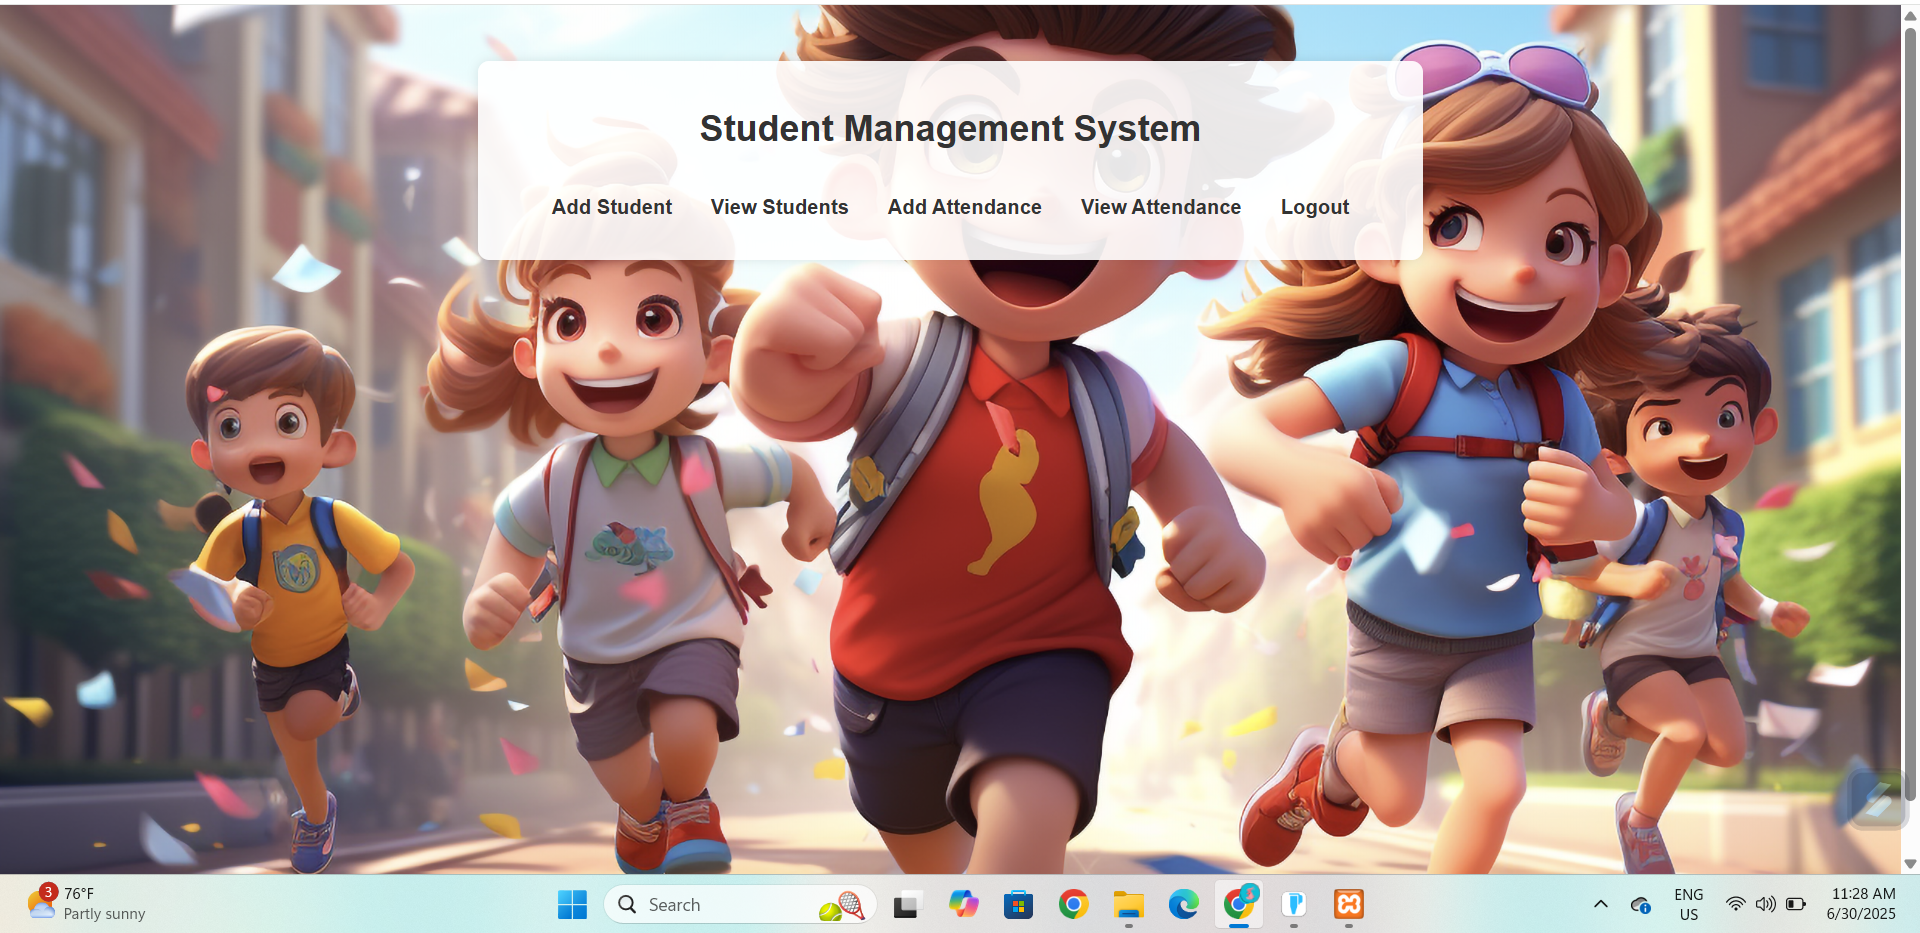 Student Management System
Add Student View Students Add Attendance View Attendance Logout
3
76°F
Partly sunny
Search
ENG
US
11:28 AM
6/30/2025